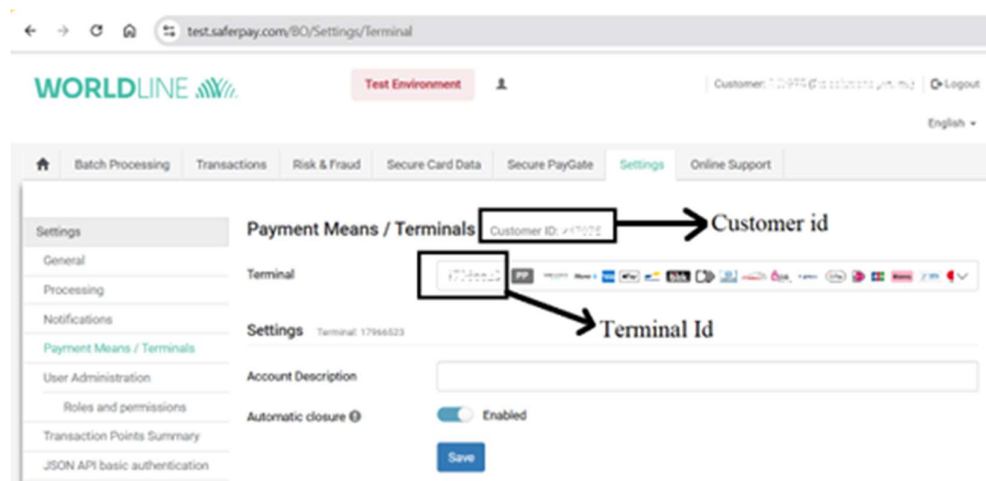 test.saferpay.com/BO/Settings/Terminal
WORLDLINE
Test Environment
Customer:
Logout
English
Batch Processing Transactions Risk & Fraud Secure Card Data Secure PayGate Settings Online Support
Settings
General
Processing
Notifications
Payment Means / Terminals
User Administration
Roles and permissions
Transaction Points Summary
JSON API basic authentication
Payment Means / Terminals Customer ID:
Customer id
Terminal
PP
Terminal Id
Settings Terminal: 17966523
Account Description
Automatic closure Enabled
Save